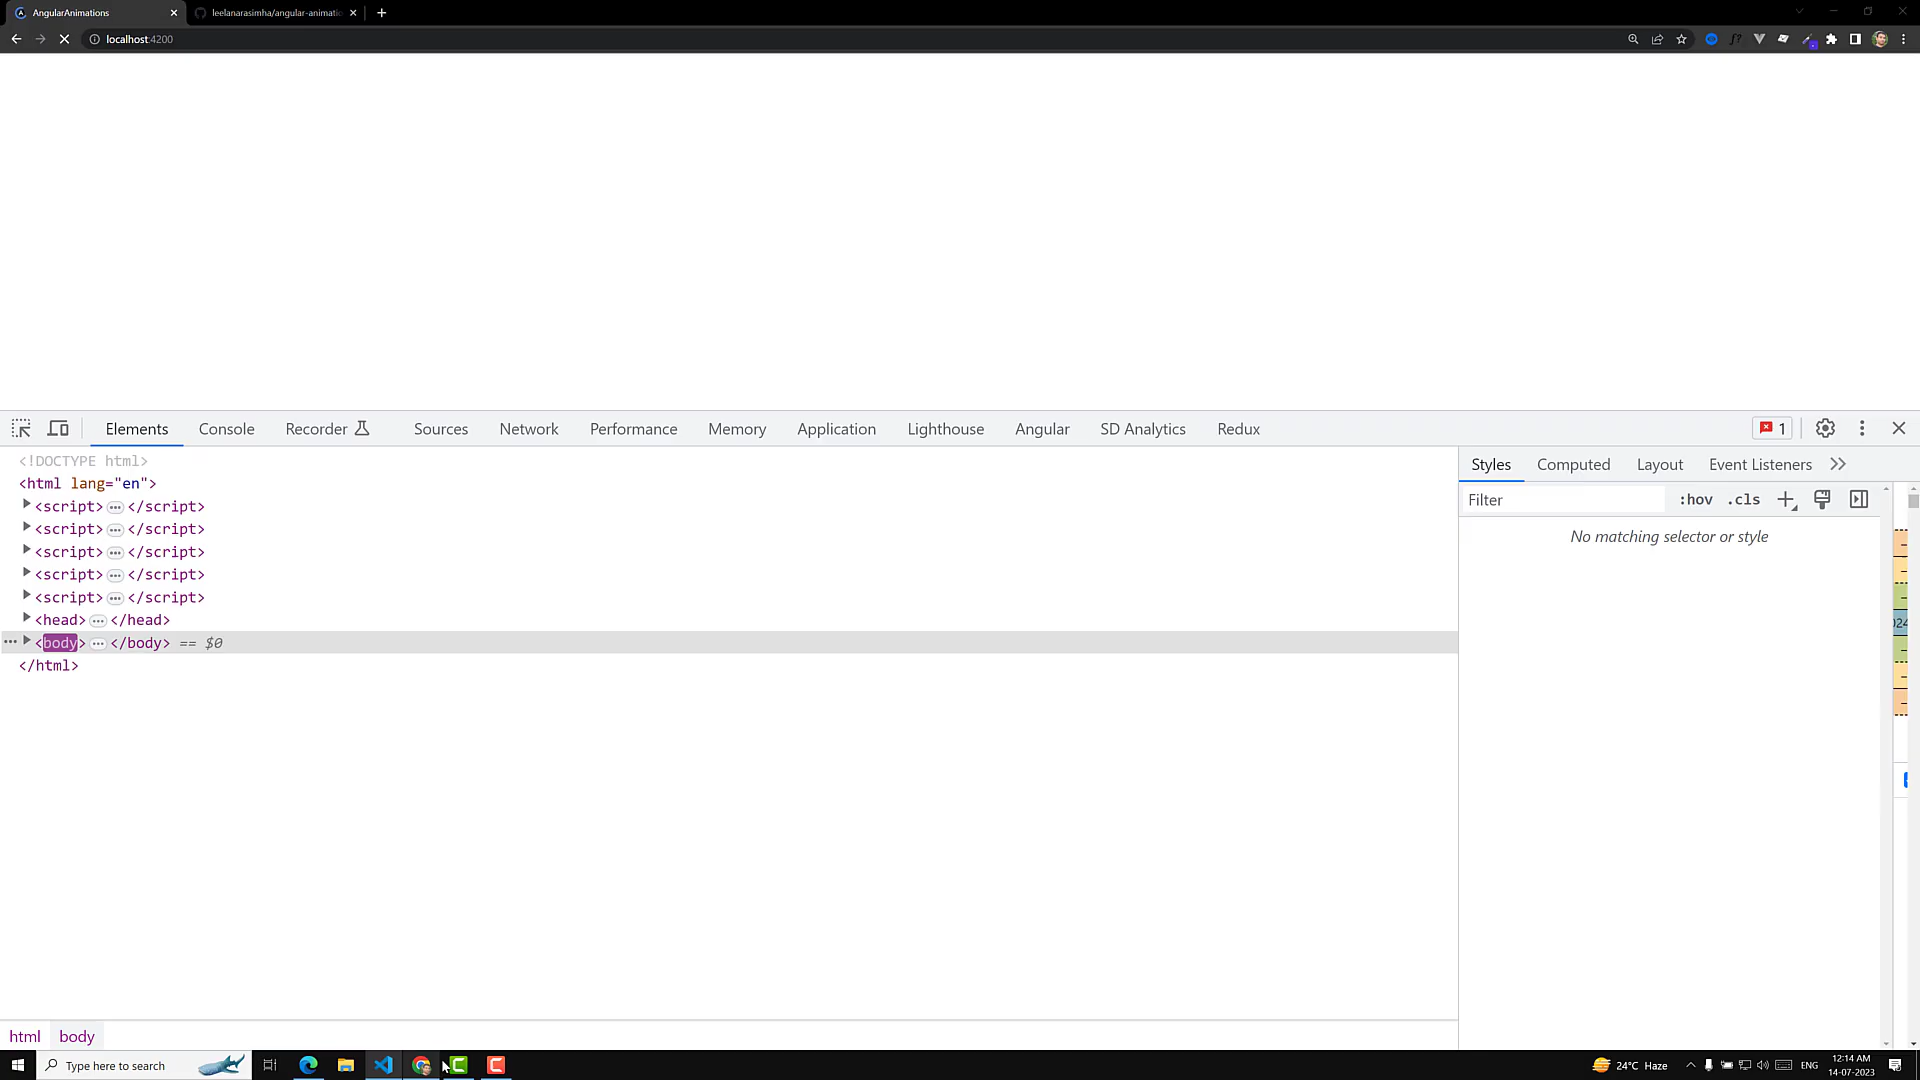 AngularAnimations
leelanarasimha/angular-animatio
localhost:4200
Elements Console Recorder Sources Network Performance Memory Application Lighthouse Angular SD Analytics Redux 1
<!DOCTYPE html>
<html lang="en">
<script> ••• </script>
<script> ••• </script>
<script> ••• </script>
<script> ••• </script>
<script> ••• </script>
<head> ••• </head>
••• <body> ••• </body> == $0
</html>
Styles Computed Layout Event Listeners
Filter :hov .cls
No matching selector or style
html body
Type here to search
24°C Haze
ENG
12:14 AM
14-07-2023